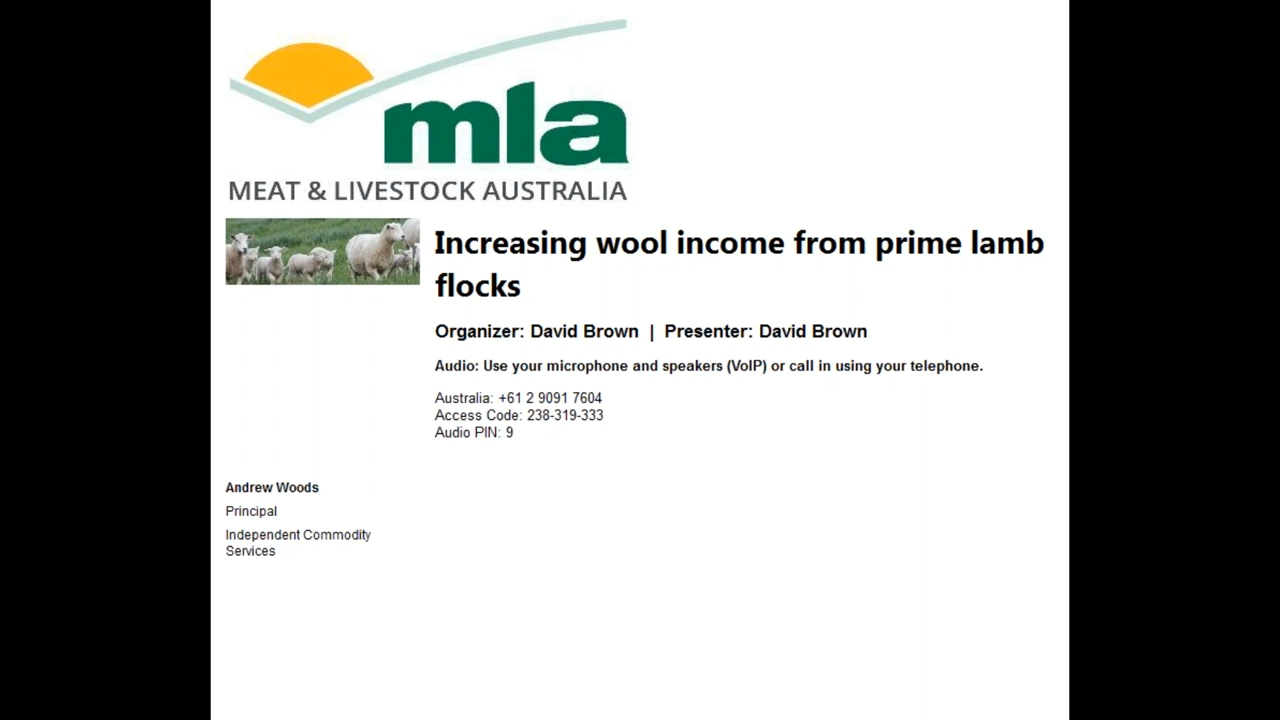 mla
MEAT & LIVESTOCK AUSTRALIA
Increasing wool income from prime lamb
flocks
Organizer: David Brown | Presenter: David Brown
Audio: Use your microphone and speakers (VoIP) or call in using your telephone.
Australia: +61 2 9091 7604
Access Code: 238-319-333
Audio PIN: 9
Andrew Woods
Principal
Independent Commodity
Services